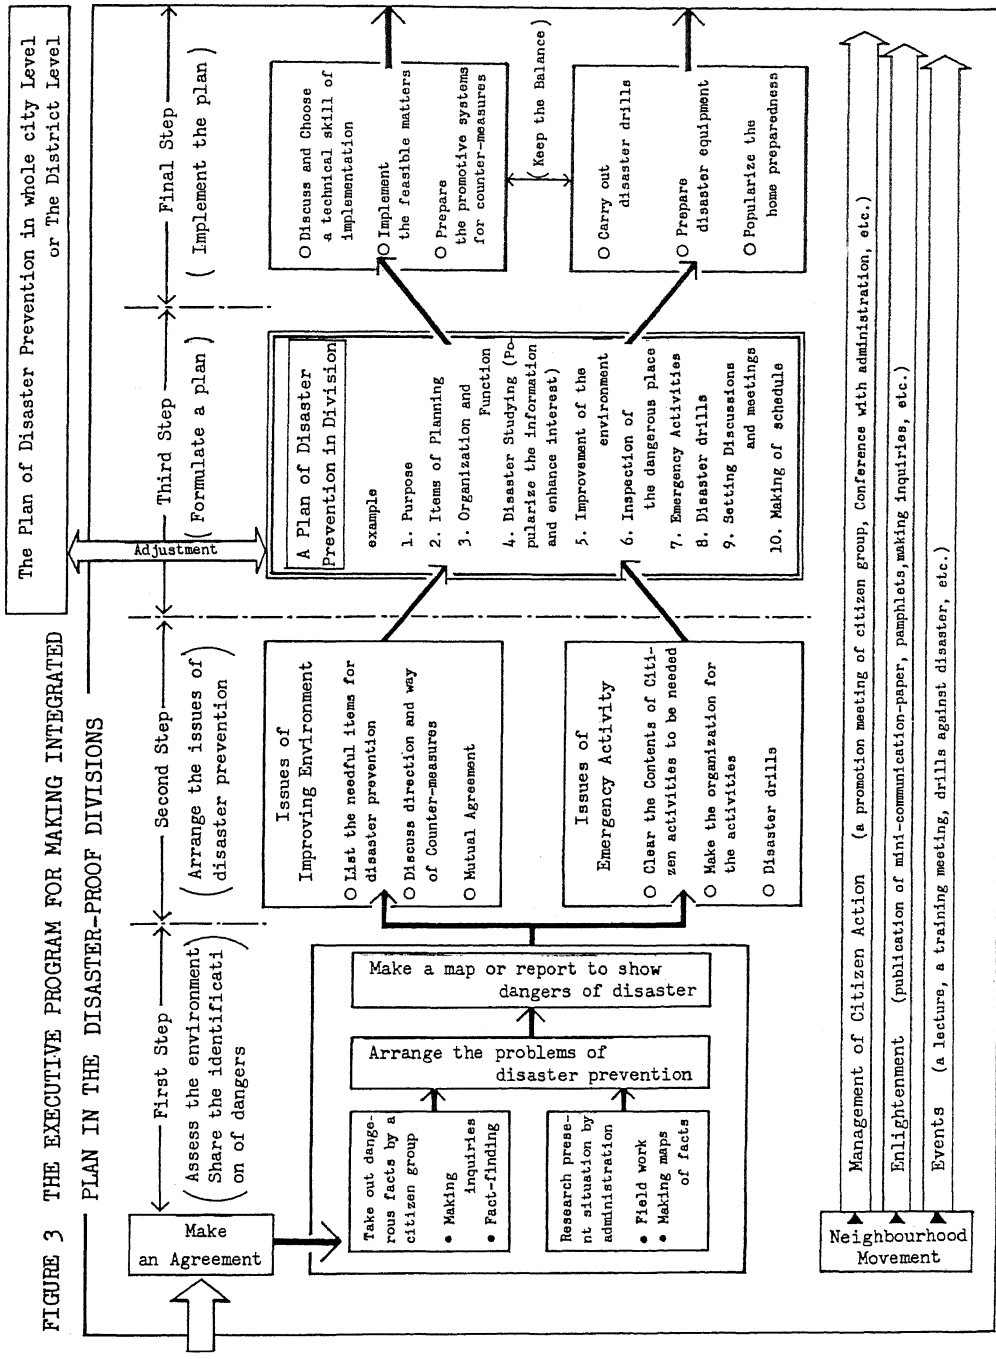 FIGURE 3 THE EXECUTIVE PROGRAM FOR MAKING INTEGRATED
PLAN IN THE DISASTER-PROOF DIVISIONS
The Plan of Disaster Prevention in whole city Level
or The District Level
Make
an Agreement
First Step
(Assess the environment
Share the identificati
on of dangers)
Second Step
(Arrange the issues of
disaster prevention)
Third Step
(Formulate a plan)
Final Step
(Implement the plan)
Adjustment
Take out dange-
rous facts by a
citizen group
• Making
inquiries
• Fact-finding
Research prese-
nt situation by
administration
• Field work
• Making maps
of facts
Arrange the problems of
disaster prevention
Make a map or report to show
dangers of disaster
Issues of
Improving Environment
○ List the needful items for
disaster prevention
○ Discuss direction and way
of Counter-measures
○ Mutual Agreement
Issues of
Emergency Activity
○ Clear the Contents of Citi-
zen activities to be needed
○ Make the organization for
the activities
○ Disaster drills
A Plan of Disaster
Prevention in Division
example
1. Purpose
2. Items of Planning
3. Organization and
Function
4. Disaster Studying (Po-
pularize the information
and enhance interest)
5. Improvement of the
environment
6. Inspection of
the dangerous place
7. Emergency Activities
8. Disaster drills
9. Setting Discussions
and meetings
10. Making of schedule
○ Discuss and Choose
a technical skill of
implementation
○ Implement
the feasible matters
○ Prepare
the promotive systems
for counter-measures
(Keep the Balance)
○ Carry out
disaster drills
○ Prepare
disaster equipment
○ Popularize the
home preparedness
Neighbourhood
Movement
Management of Citizen Action (a promotion meeting of citizen group, Conference with administration, etc.)
Enlightenment (publication of mini-communication-paper, pamphlets,making inquiries, etc.)
Events (a lecture, a training meeting, drills against disaster, etc.)